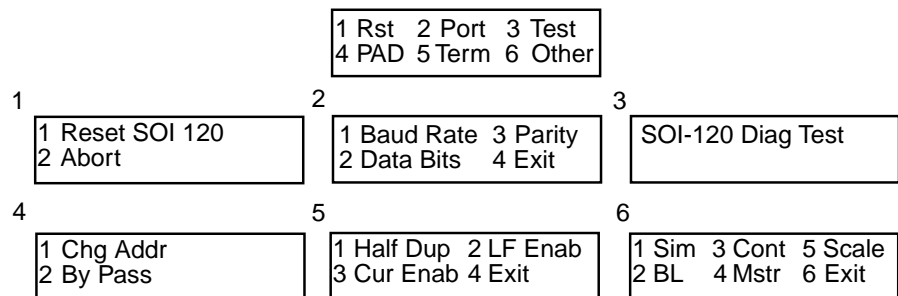 1 Rst 2 Port 3 Test
4 PAD 5 Term 6 Other
1
1 Reset SOI 120
2 Abort
2
1 Baud Rate 3 Parity
2 Data Bits 4 Exit
3
SOI-120 Diag Test
4
1 Chg Addr
2 By Pass
5
1 Half Dup 2 LF Enab
3 Cur Enab 4 Exit
6
1 Sim 3 Cont 5 Scale
2 BL 4 Mstr 6 Exit